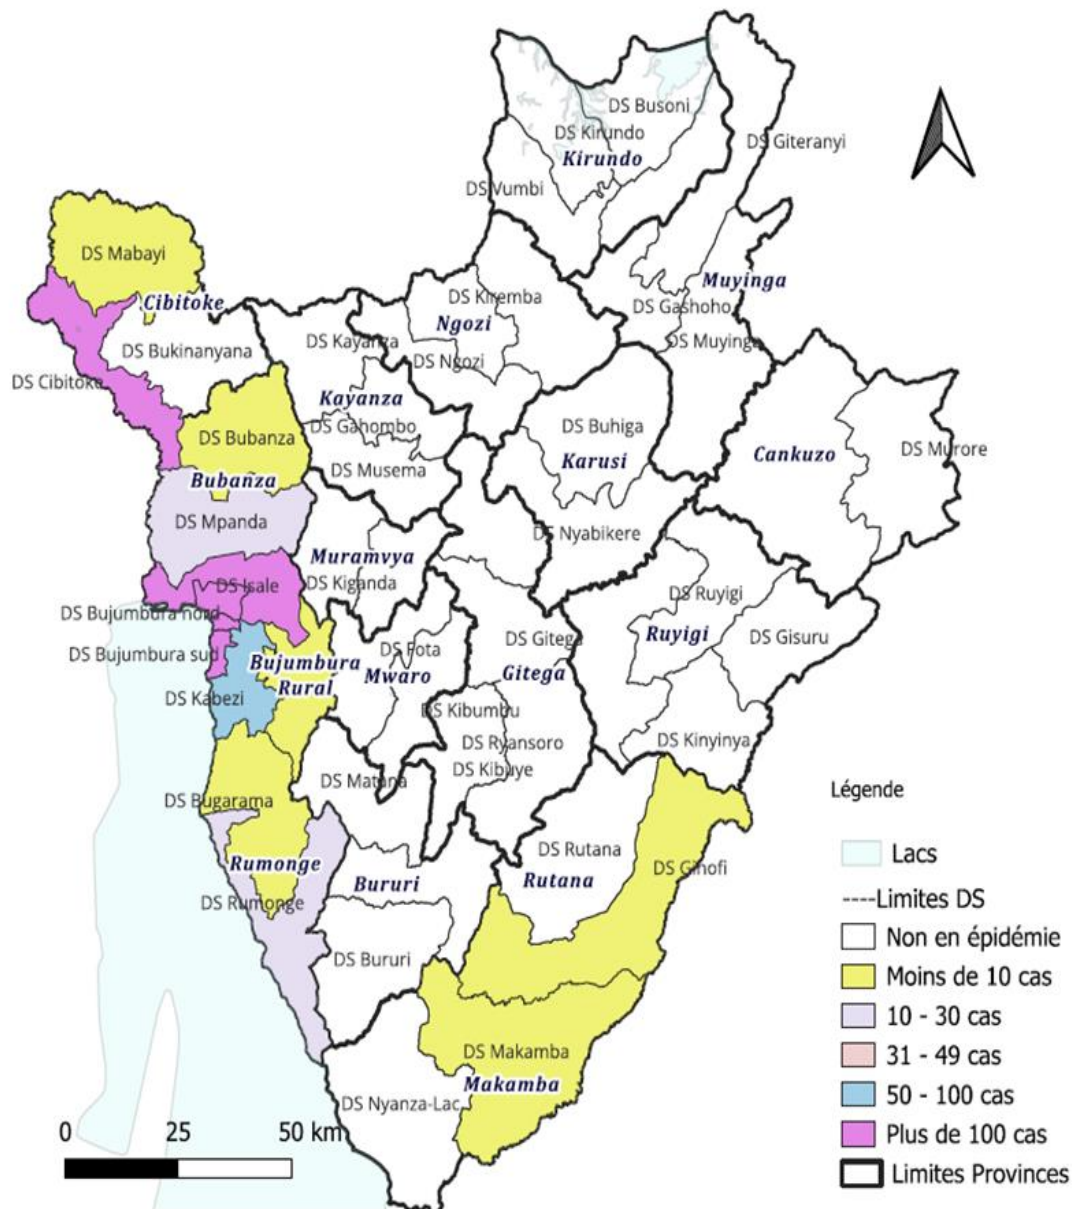 DS Busoni
DS Kirundo
Kirundo
DS Giteranyi
DS Vumbi
DS Mabayi
Cibitoke
Muyinga
DS Kiremba
DS Gashoho
Ngozi
DS Bukinanyana
DS Kayanza
DS Muyinga
DS Ngozi
DS Cibitoke
Kayanza
DS Gahombo
DS Buhiga
DS Bubanza
Karusi
Cankuzo
DS Murore
DS Musema
Bubanza
DS Mpanda
DS Nyabikere
Muramvya
DS Kiganda
DS Isale
DS Ruyigi
DS Bujumbura nord
Ruyigi
DS Gisuru
DS Gitega
DS Fota
DS Bujumbura sud
Bujumbura
Rural
Mwaro
Gitega
DS Kabezi
DS Kibumbu
DS Ryansoro
DS Kinyinya
DS Kibuye
DS Matana
DS Bugarama
DS Rutana
Rumonge
DS Gihofi
Bururi
Rutana
DS Rumonge
DS Bururi
DS Makamba
Makamba
DS Nyanza-Lac
0 25 50 km
Légende
Lacs
----Limites DS
Non en épidémie
Moins de 10 cas
10 - 30 cas
31 - 49 cas
50 - 100 cas
Plus de 100 cas
Limites Provinces